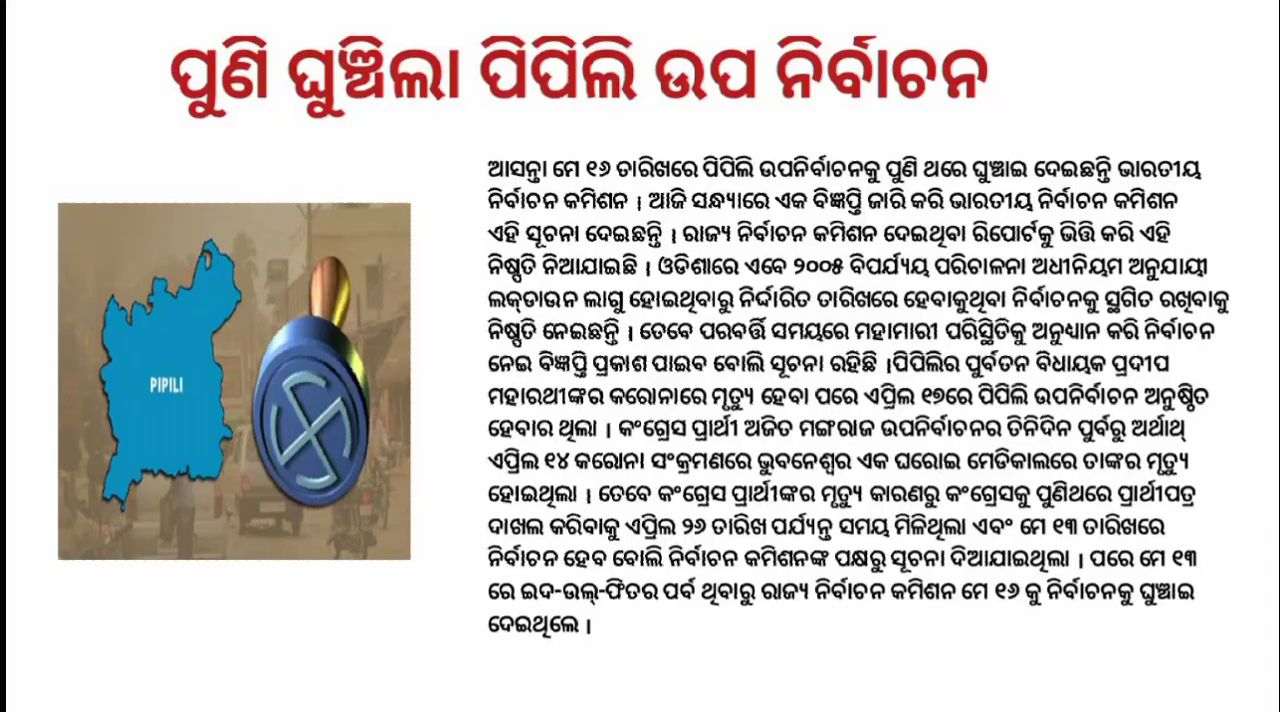 ପୁଣି ଘୁଞ୍ଚିଲା ପିପିଲି ଉପ ନିର୍ବାଚନ
ଆସନ୍ତା ମେ ୧୬ ତାରିଖରେ ପିପିଲି ଉପନିର୍ବାଚନକୁ ପୁଣି ଥରେ ଘୁଞ୍ଚାଇ ଦେଇଛନ୍ତି ଭାରତୀୟ
ନିର୍ବାଚନ କମିଶନ । ଆଜି ସନ୍ଧ୍ୟାରେ ଏକ ବିଜ୍ଞପ୍ତି ଜାରି କରି ଭାରତୀୟ ନିର୍ବାଚନ କମିଶନ
ଏହି ସୂଚନା ଦେଇଛନ୍ତି । ରାଜ୍ୟ ନିର୍ବାଚନ କମିଶନ ଦେଇଥିବା ରିପୋର୍ଟକୁ ଭିତ୍ତି କରି ଏହି
ନିଷ୍ପତି ନିଆଯାଇଛି । ଓଡିଶାରେ ଏବେ ୨୦୦୫ ବିପର୍ଯ୍ୟୟ ପରିଚାଳନା ଅଧୀନିୟମ ଅନୁଯାୟୀ
ଲକ୍‌ଡାଉନ ଲାଗୁ ହୋଇଥିବାରୁ ନିର୍ଦ୍ଦାରିତ ତାରିଖରେ ହେବାକୁଥିବା ନିର୍ବାଚନକୁ ସ୍ଥଗିତ ରଖିବାକୁ
ନିଷ୍ପତି ନେଇଛନ୍ତି । ତେବେ ପରବର୍ତ୍ତି ସମୟରେ ମହାମାରୀ ପରିସ୍ଥିତିକୁ ଅନୁଧ୍ୟାନ କରି ନିର୍ବାଚନ
ନେଇ ବିଜ୍ଞପ୍ତି ପ୍ରକାଶ ପାଇବ ବୋଲି ସୂଚନା ରହିଛି ।ପିପିଲିର ପୁର୍ବତନ ବିଧାୟକ ପ୍ରଦୀପ
ମହାରଥୀଙ୍କର କରୋନାରେ ମୃତ୍ୟୁ ହେବା ପରେ ଏପ୍ରିଲ ୧୭ରେ ପିପିଲି ଉପନିର୍ବାଚନ ଅନୁଷ୍ଠିତ
ହେବାର ଥିଲା । କଂଗ୍ରେସ ପ୍ରାର୍ଥୀ ଅଜିତ ମଙ୍ଗରାଜ ଉପନିର୍ବାଚନର ତିନିଦିନ ପୁର୍ବରୁ ଅର୍ଥାଥ୍
ଏପ୍ରିଲ ୧୪ କରୋନା ସଂକ୍ରମଣରେ ଭୁବନେଶ୍ୱର ଏକ ଘରୋଇ ମେଡିକାଲରେ ତାଙ୍କର ମୃତ୍ୟୁ
ହୋଇଥିଲା । ତେବେ କଂଗ୍ରେସ ପ୍ରାର୍ଥୀଙ୍କର ମୃତ୍ୟୁ କାରଣରୁ କଂଗ୍ରେସକୁ ପୁଣିଥରେ ପ୍ରାର୍ଥୀପତ୍ର
ଦାଖଲ କରିବାକୁ ଏପ୍ରିଲ ୨୬ ତାରିଖ ପର୍ଯ୍ୟନ୍ତ ସମୟ ମିଳିଥିଲା ଏବଂ ମେ ୧୩ ତାରିଖରେ
ନିର୍ବାଚନ ହେବ ବୋଲି ନିର୍ବାଚନ କମିଶନଙ୍କ ପକ୍ଷରୁ ସୂଚନା ଦିଆଯାଇଥିଲା । ପରେ ମେ ୧୩
ରେ ଇଦ-ଉଲ୍-ଫିତର ପର୍ବ ଥିବାରୁ ରାଜ୍ୟ ନିର୍ବାଚନ କମିଶନ ମେ ୧୬ କୁ ନିର୍ବାଚନକୁ ଘୁଞ୍ଚାଇ
ଦେଇଥିଲେ ।
PIPILI